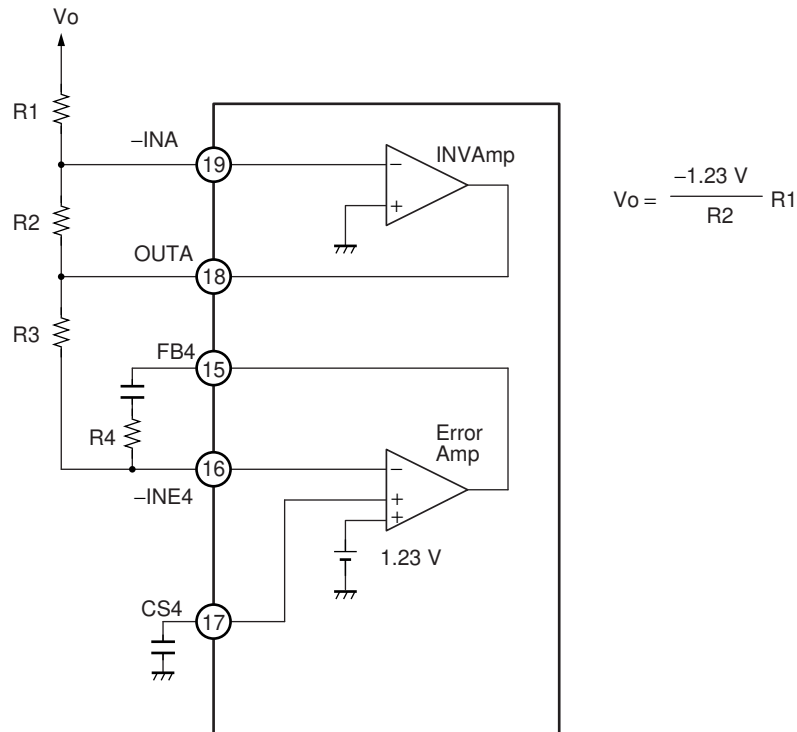 Vo
R1
–INA
19
INVAmp
–
+
R2
OUTA
18
Vo = –1.23 V / R2 R1
R3
FB4
15
R4
Error
Amp
16
–
–INE4
+
+
1.23 V
CS4
17